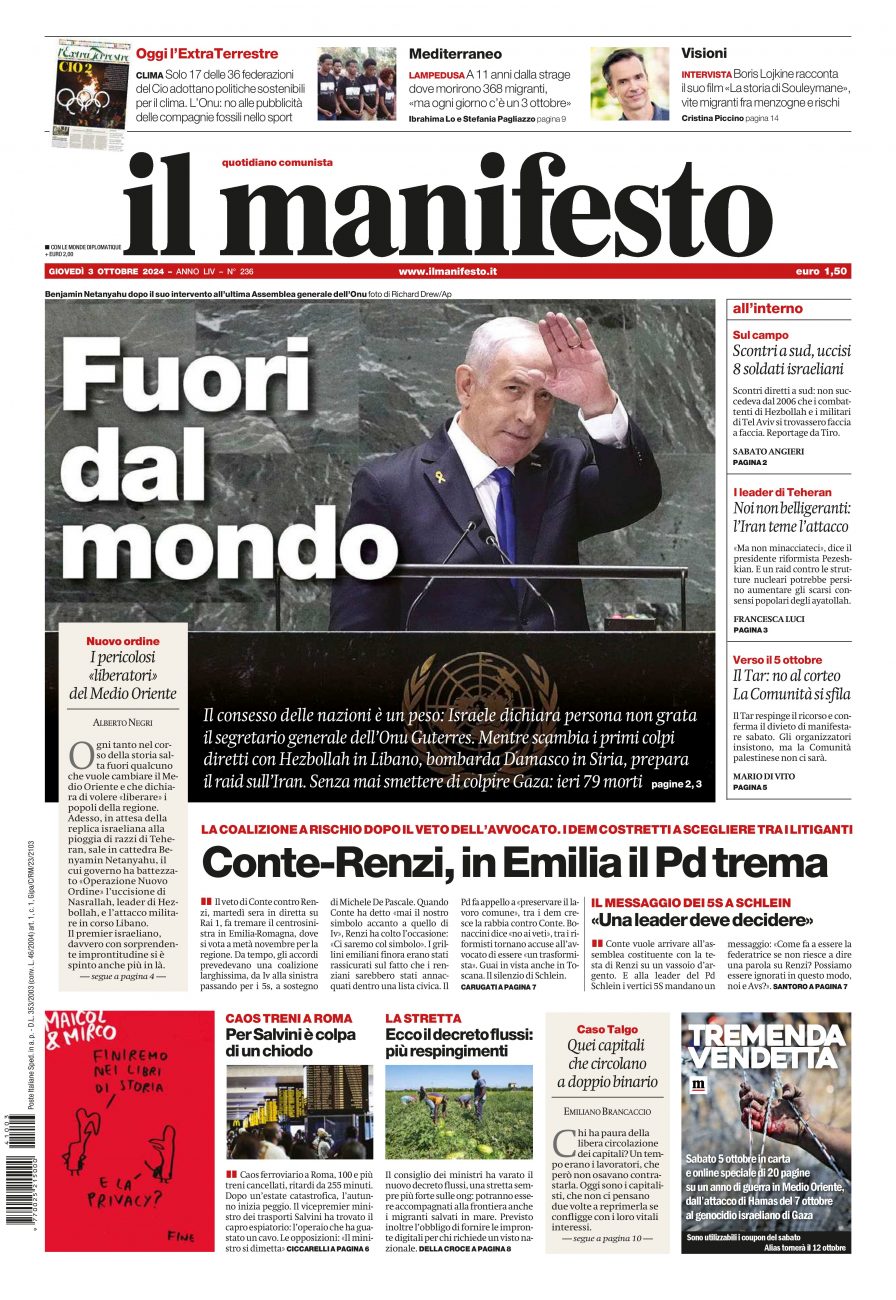 Oggi l'ExtraTerrestre
CLIMA Solo 17 delle 36 federazioni
del Cio adottano politiche sostenibili
per il clima. L'Onu: no alle pubblicità
delle compagnie fossili nello sport
l'ExtraTerrestre
CIO 2
Mediterraneo
LAMPEDUSA A 11 anni dalla strage
dove morirono 368 migranti,
«ma ogni giorno c'è un 3 ottobre»
Ibrahima Lo e Stefania Pagliazzo pagina 9
Visioni
INTERVISTA Boris Lojkine racconta
il suo film «La storia di Souleymane»,
vite migranti fra menzogne e rischi
Cristina Piccino pagina 14
quotidiano comunista
il manifesto
■ CON LE MONDE DIPLOMATIQUE
+ EURO 2,00
GIOVEDÌ 3 OTTOBRE 2024 – ANNO LIV – N° 236
www.ilmanifesto.it
euro 1,50
Benjamin Netanyahu dopo il suo intervento all'ultima Assemblea generale dell'Onu foto di Richard Drew/Ap
Fuori
dal
mondo
Il consesso delle nazioni è un peso: Israele dichiara persona non grata
il segretario generale dell'Onu Guterres. Mentre scambia i primi colpi
diretti con Hezbollah in Libano, bombarda Damasco in Siria, prepara
il raid sull'Iran. Senza mai smettere di colpire Gaza: ieri 79 morti pagine 2, 3
all'interno
Sul campo
Scontri a sud, uccisi
8 soldati israeliani
Scontri diretti a sud: non suc-
cedeva dal 2006 che i combat-
tenti di Hezbollah e i militari
di Tel Aviv si trovassero faccia
a faccia. Reportage da Tiro.
SABATO ANGIERI
PAGINA 2
I leader di Teheran
Noi non belligeranti:
l'Iran teme l'attacco
«Ma non minacciateci», dice il
presidente riformista Pezesh-
kian. E un raid contro le strut-
ture nucleari potrebbe persi-
no aumentare gli scarsi con-
sensi popolari degli ayatollah.
FRANCESCA LUCI
PAGINA 3
Verso il 5 ottobre
Il Tar: no al corteo
La Comunità si sfila
Il Tar respinge il ricorso e con-
ferma il divieto di manifesta-
re sabato. Gli organizzatori
insistono, ma la Comunità
palestinese non ci sarà.
MARIO DI VITO
PAGINA 5
Nuovo ordine
I pericolosi
«liberatori»
del Medio Oriente
ALBERTO NEGRI
Ogni tanto nel cor-
so della storia sal-
ta fuori qualcuno
che vuole cambiare il Me-
dio Oriente e che dichia-
ra di volere «liberare» i
popoli della regione.
Adesso, in attesa della
replica israeliana alla
pioggia di razzi di Tehe-
ran, sale in cattedra Be-
nyamin Netanyahu, il
cui governo ha battezza-
to «Operazione Nuovo
Ordine» l'uccisione di
Nasrallah, leader di Hez-
bollah, e l'attacco milita-
re in corso Libano.
Il premier israeliano,
davvero con sorprenden-
te improntitudine si è
spinto anche più in là.
— segue a pagina 4 —
LA COALIZIONE A RISCHIO DOPO IL VETO DELL'AVVOCATO. I DEM COSTRETTI A SCEGLIERE TRA I LITIGANTI
Conte-Renzi, in Emilia il Pd trema
Il veto di Conte contro Ren-
zi, martedì sera in diretta su
Rai 1, fa tremare il centrosini-
stra in Emilia-Romagna, dove
si vota a metà novembre per la
regione. Da tempo, gli accordi
prevedevano una coalizione
larghissima, da Iv alla sinistra
passando per i 5s, a sostegno
di Michele De Pascale. Quando
Conte ha detto «mai il nostro
simbolo accanto a quello di
Iv», Renzi ha colto l'occasione:
«Ci saremo col simbolo». I gril-
lini emiliani finora erano stati
rassicurati sul fatto che i ren-
ziani sarebbero stati annac-
quati dentro una lista civica. Il
Pd fa appello a «preservare il la-
voro comune», tra i dem cre-
sce la rabbia contro Conte. Bo-
naccini dice «no ai veti», tra i ri-
formisti tornano accuse all'av-
vocato di essere «un trasformi-
sta». Guai in vista anche in To-
scana. Il silenzio di Schlein.
CARUGATI A PAGINA 7
IL MESSAGGIO DEI 5S A SCHLEIN
«Una leader deve decidere»
Conte vuole arrivare all'as-
semblea costituente con la te-
sta di Renzi su un vassoio d'ar-
gento. E alla leader del Pd
Schlein i vertici 5S mandano un
messaggio: «Come fa a essere la
federatrice se non riesce a dire
una parola su Renzi? Possiamo
essere ignorati in questo modo,
noi e Avs?». SANTORO A PAGINA 7
MAICOL
& MIRCO
FINIREMO
NEI LIBRI
DI STORIA
E LA
PRIVACY?
FINE
CAOS TRENI A ROMA
Per Salvini è colpa
di un chiodo
Caos ferroviario a Roma, 100 e più
treni cancellati, ritardi da 255 minuti.
Dopo un'estate catastrofica, l'autun-
no inizia peggio. Il vicepremier mini-
stro dei trasporti Salvini ha trovato il
capro espiatorio: l'operaio che ha gua-
stato un cavo. Le opposizioni: «Il mini-
stro si dimetta» CICCARELLI A PAGINA 6
LA STRETTA
Ecco il decreto flussi:
più respingimenti
Il consiglio dei ministri ha varato il
nuovo decreto flussi, una stretta sem-
pre più forte sulle ong: potranno esse-
re accompagnati alla frontiera anche
i migranti salvati in mare. Previsto
inoltre l'obbligo di fornire le impron-
te digitali per chi richiede un visto na-
zionale. DELLA CROCE A PAGINA 8
Caso Talgo
Quei capitali
che circolano
a doppio binario
EMILIANO BRANCACCIO
Chi ha paura della
libera circolazione
dei capitali? Un tem-
po erano i lavoratori, che
però non osavano contra-
starla. Oggi sono i capitali-
sti, che non ci pensano
due volte a reprimerla se
confligge con i loro vitali
interessi.
— segue a pagina 10 —
TREMENDA
VENDETTA
m
Sabato 5 ottobre in carta
e online speciale di 20 pagine
su un anno di guerra in Medio Oriente,
dall'attacco di Hamas del 7 ottobre
al genocidio israeliano di Gaza
Sono utilizzabili i coupon del sabato
Alias tornerà il 12 ottobre
Poste Italiane Sped. in a. p. - D.L. 353/2003 (conv. L. 46/2004) art. 1, c. 1, Gipa/C/RM/23/2103
41003
9 770025 215000